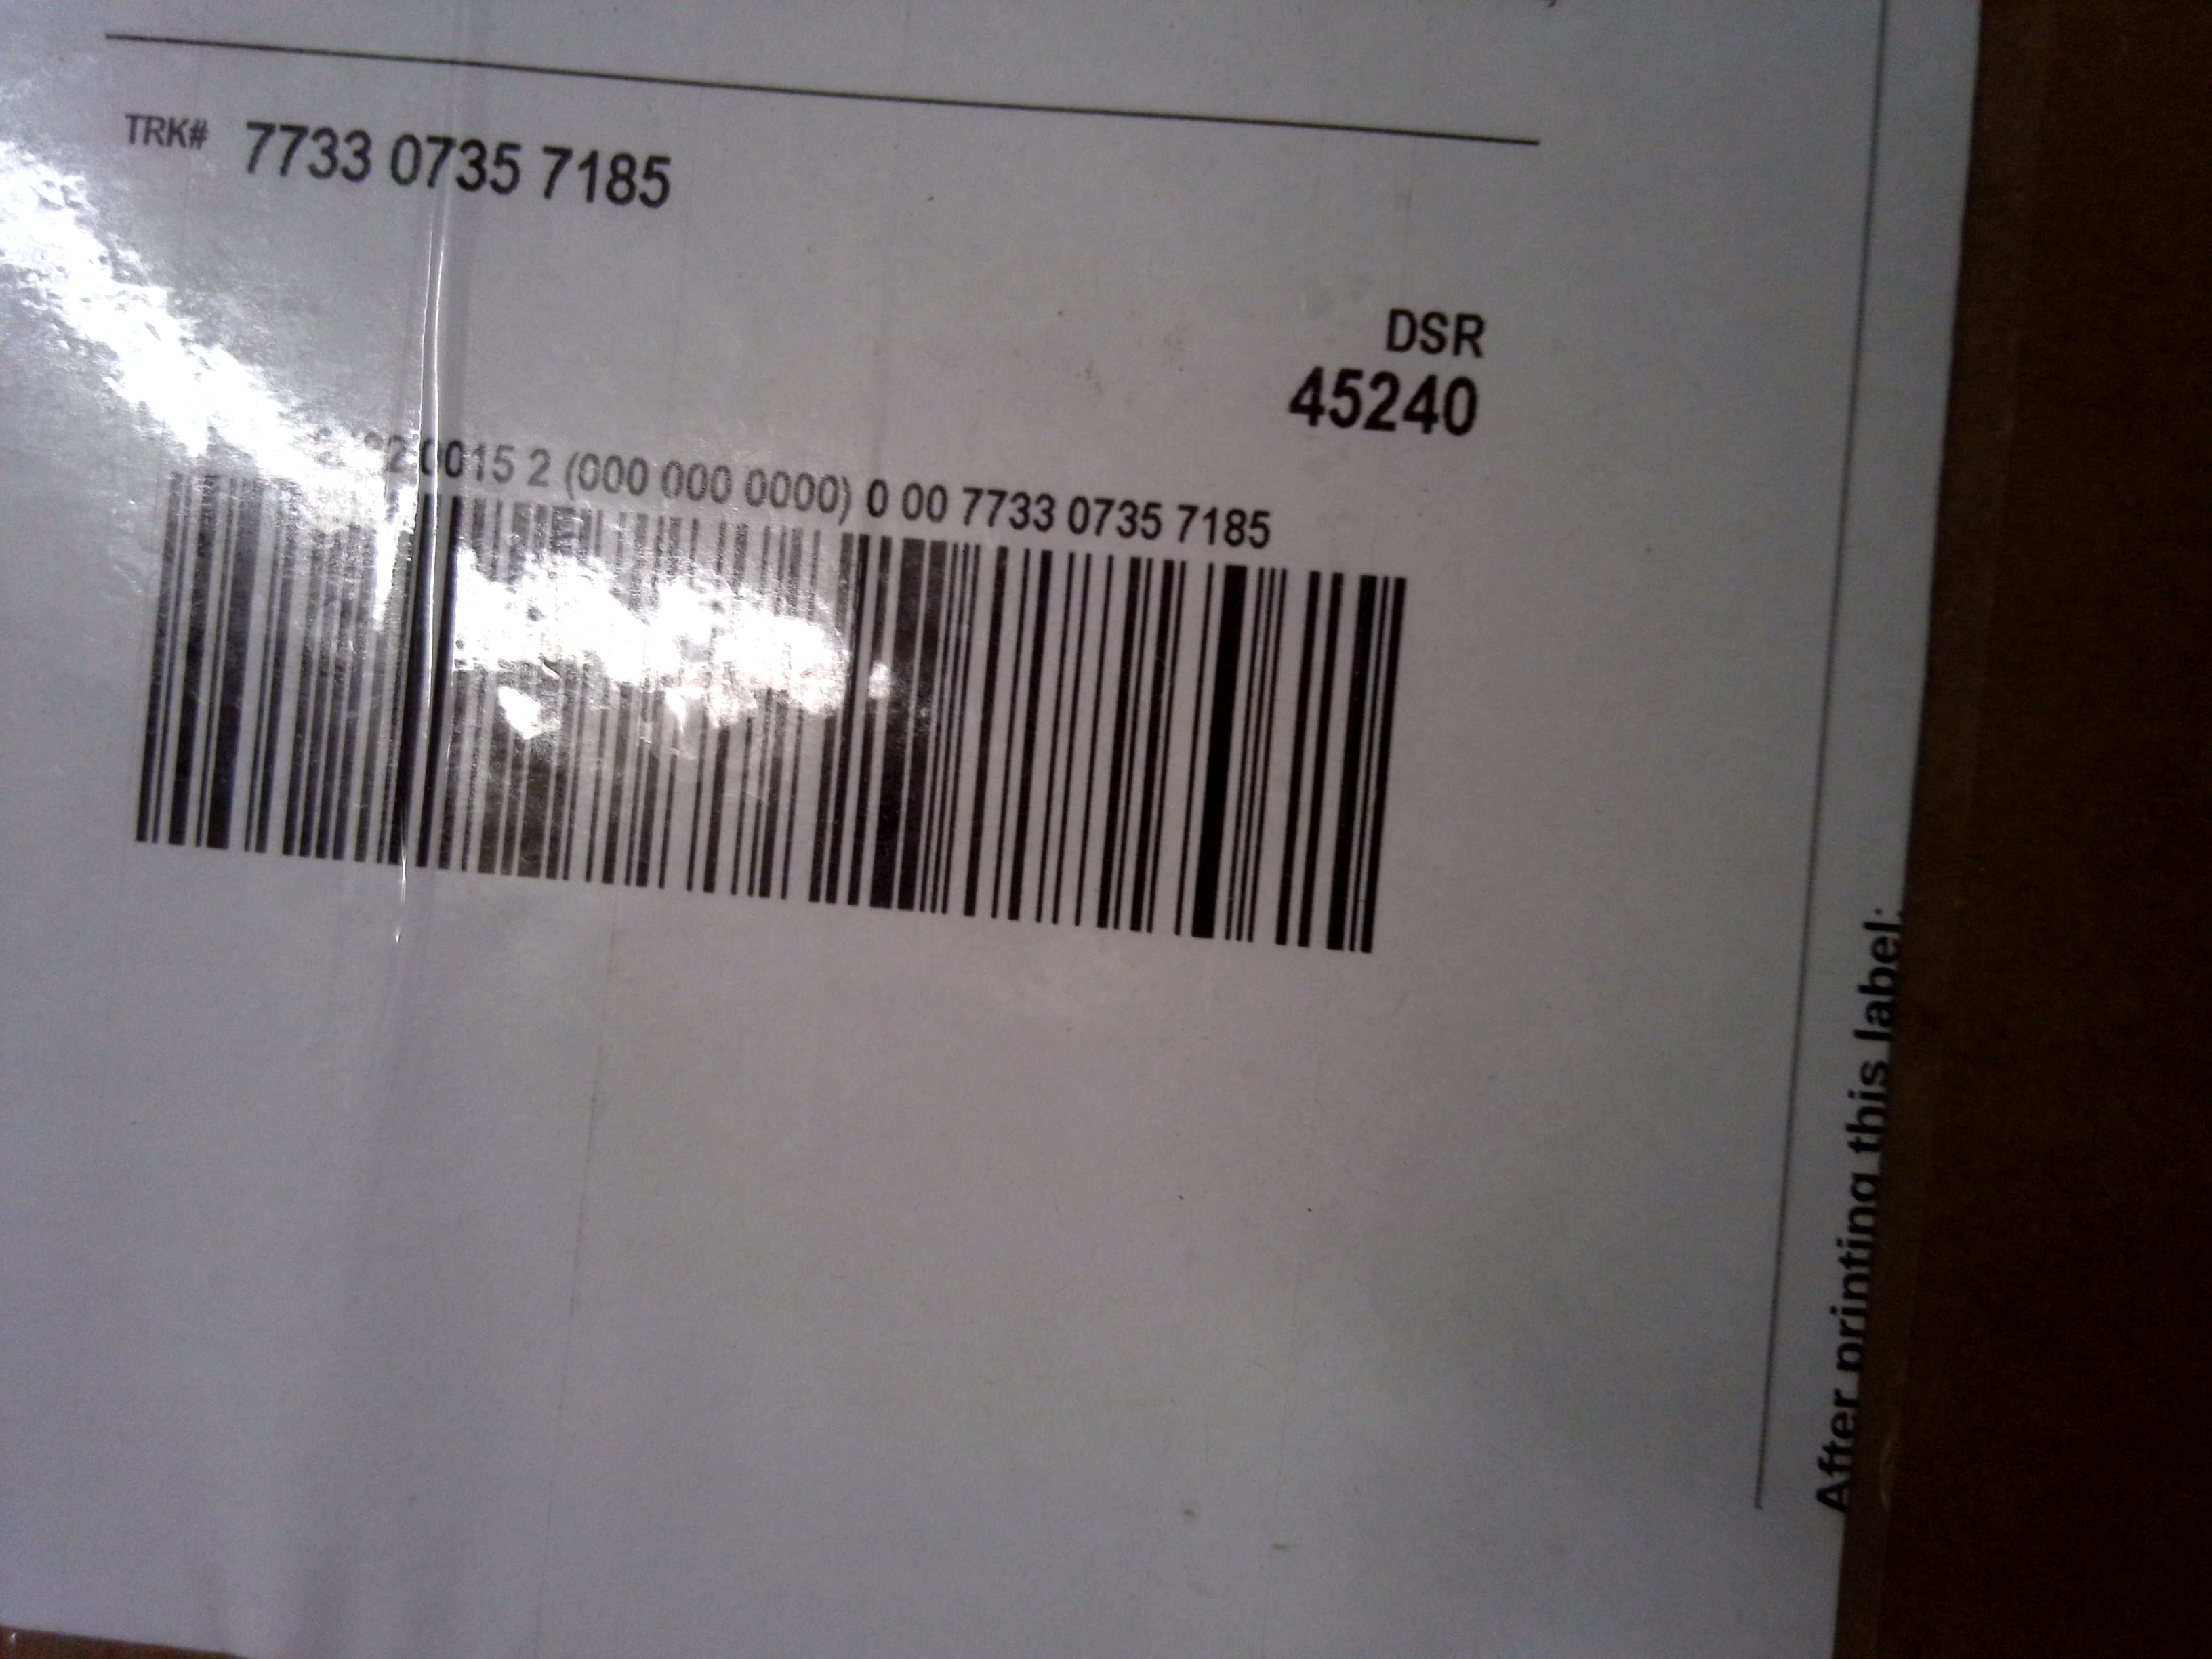 TRK# 7733 0735 7185
DSR
45240
0015 2 (000 000 0000) 0 00 7733 0735 7185
After printing this label: